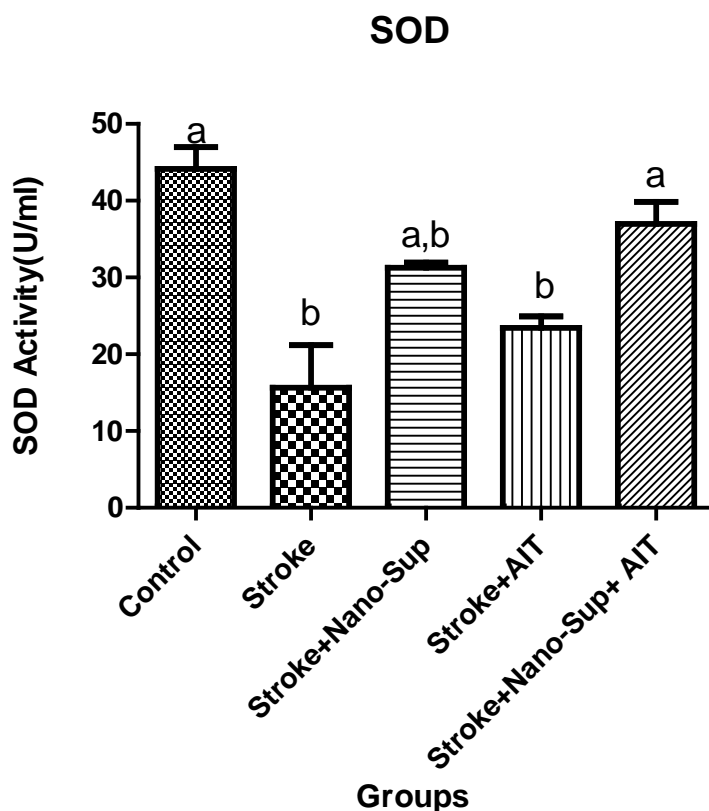 SOD
SOD Activity(U/ml)
50
40
30
20
10
0
a
b
a,b
b
a
Control
Stroke
Stroke+Nano-Sup
Stroke+AIT
Stroke+Nano-Sup+ AIT
Groups